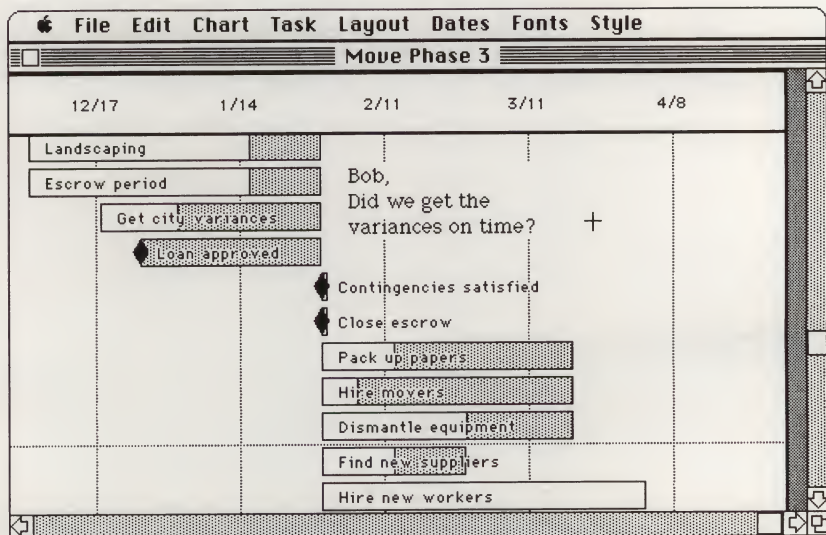 File Edit Chart Task Layout Dates Fonts Style
Move Phase 3
12/17 1/14 2/11 3/11 4/8
Landscaping
Escrow period
Get city variances
Loan approved
Bob,
Did we get the
variances on time?
Contingencies satisfied
Close escrow
Pack up papers
Hire movers
Dismantle equipment
Find new suppliers
Hire new workers